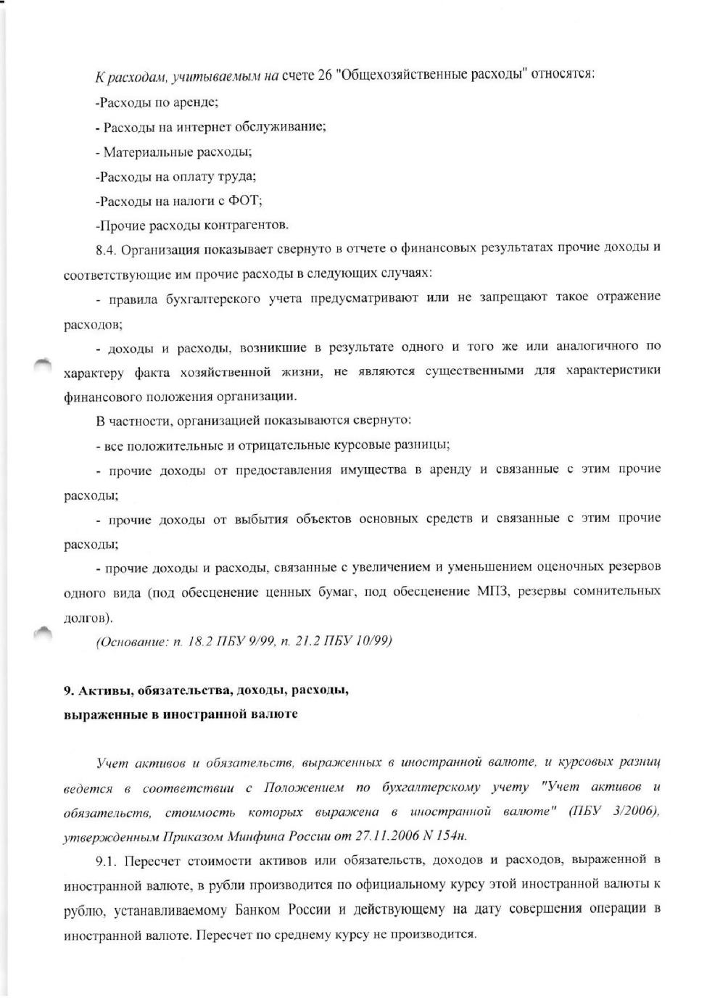 К расходам, учитываемым на счете 26 "Общехозяйственные расходы" относятся:
-Расходы по аренде;
- Расходы на интернет обслуживание;
- Материальные расходы;
-Расходы на оплату труда;
-Расходы на налоги с ФОТ;
-Прочие расходы контрагентов.
8.4. Организация показывает свернуто в отчете о финансовых результатах прочие доходы и
соответствующие им прочие расходы в следующих случаях:
- правила бухгалтерского учета предусматривают или не запрещают такое отражение
расходов;
- доходы и расходы, возникшие в результате одного и того же или аналогичного по
характеру факта хозяйственной жизни, не являются существенными для характеристики
финансового положения организации.
В частности, организацией показываются свернуто:
- все положительные и отрицательные курсовые разницы;
- прочие доходы от предоставления имущества в аренду и связанные с этим прочие
расходы;
- прочие доходы от выбытия объектов основных средств и связанные с этим прочие
расходы;
- прочие доходы и расходы, связанные с увеличением и уменьшением оценочных резервов
одного вида (под обесценение ценных бумаг, под обесценение МПЗ, резервы сомнительных
долгов).
(Основание: п. 18.2 ПБУ 9/99, п. 21.2 ПБУ 10/99)
9. Активы, обязательства, доходы, расходы,
выраженные в иностранной валюте
Учет активов и обязательств, выраженных в иностранной валюте, и курсовых разниц
ведется в соответствии с Положением по бухгалтерскому учету "Учет активов и
обязательств, стоимость которых выражена в иностранной валюте" (ПБУ 3/2006),
утвержденным Приказом Минфина России от 27.11.2006 N 154н.
9.1. Пересчет стоимости активов или обязательств, доходов и расходов, выраженной в
иностранной валюте, в рубли производится по официальному курсу этой иностранной валюты к
рублю, устанавливаемому Банком России и действующему на дату совершения операции в
иностранной валюте. Пересчет по среднему курсу не производится.